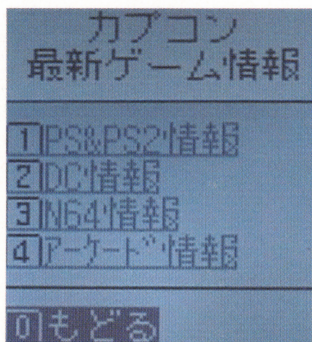 カプコン
最新ゲーム情報
1PS&PS2情報
2DC情報
3N64情報
4アーケード情報
0もどる